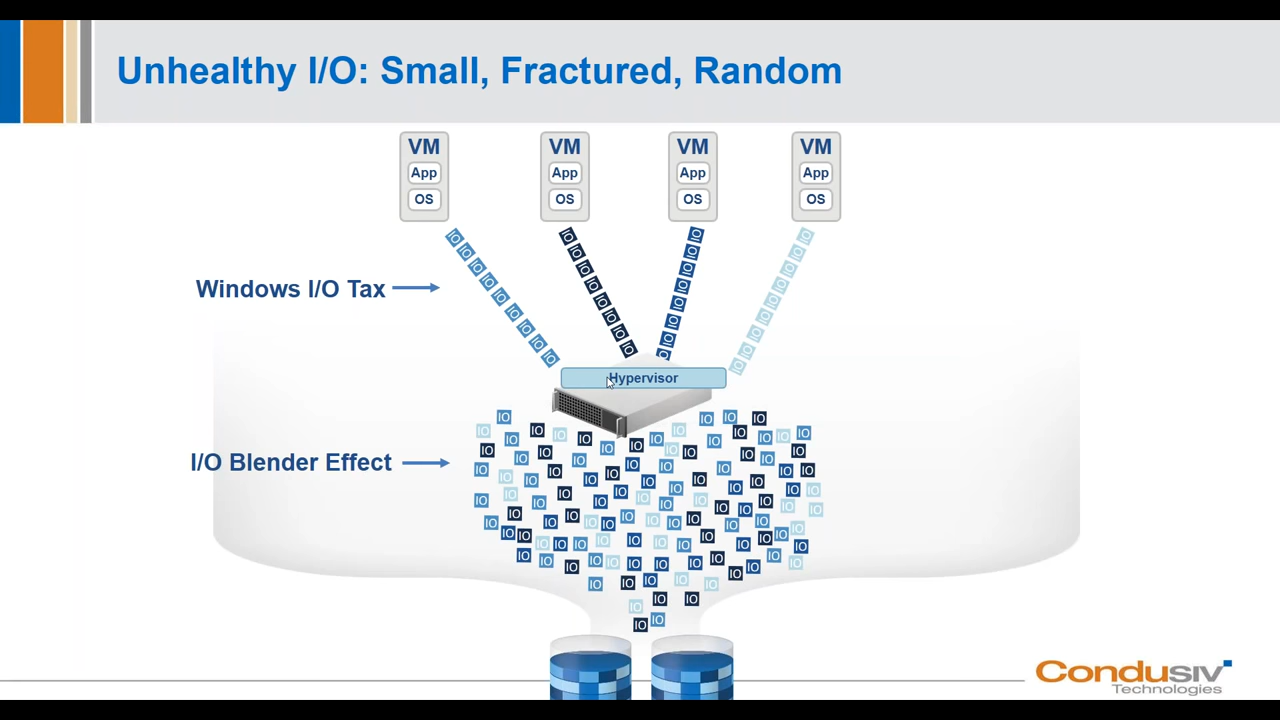 Unhealthy I/O: Small, Fractured, Random
VM VM VM VM
App App App App
OS OS OS OS
Windows I/O Tax
Hypervisor
I/O Blender Effect
IO
Condusiv
Technologies